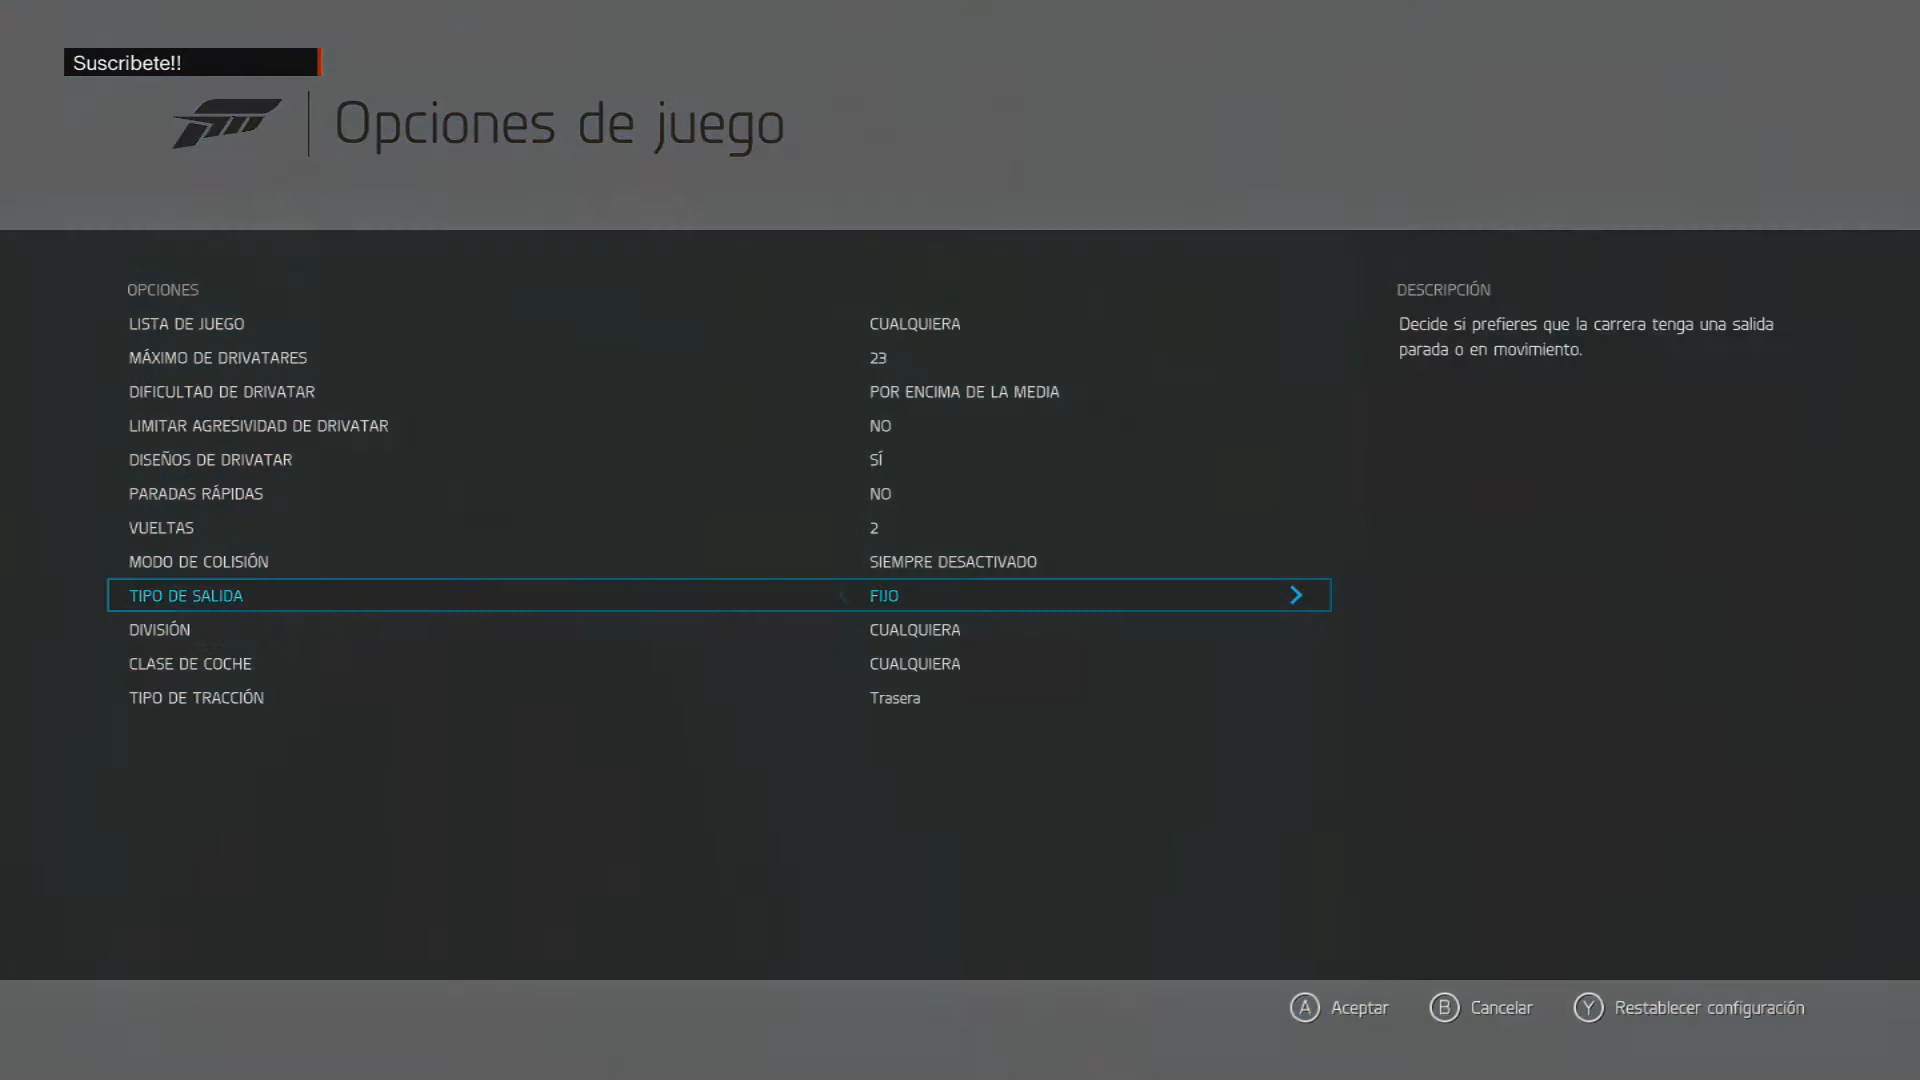 Suscribete!!
Opciones de juego
OPCIONES
LISTA DE JUEGO CUALQUIERA
MÁXIMO DE DRIVATARES 23
DIFICULTAD DE DRIVATAR POR ENCIMA DE LA MEDIA
LIMITAR AGRESIVIDAD DE DRIVATAR NO
DISEÑOS DE DRIVATAR SÍ
PARADAS RÁPIDAS NO
VUELTAS 2
MODO DE COLISIÓN SIEMPRE DESACTIVADO
TIPO DE SALIDA FIJO
DIVISIÓN CUALQUIERA
CLASE DE COCHE CUALQUIERA
TIPO DE TRACCIÓN Trasera
DESCRIPCIÓN
Decide si prefieres que la carrera tenga una salida
parada o en movimiento.
A Aceptar B Cancelar Y Restablecer configuración